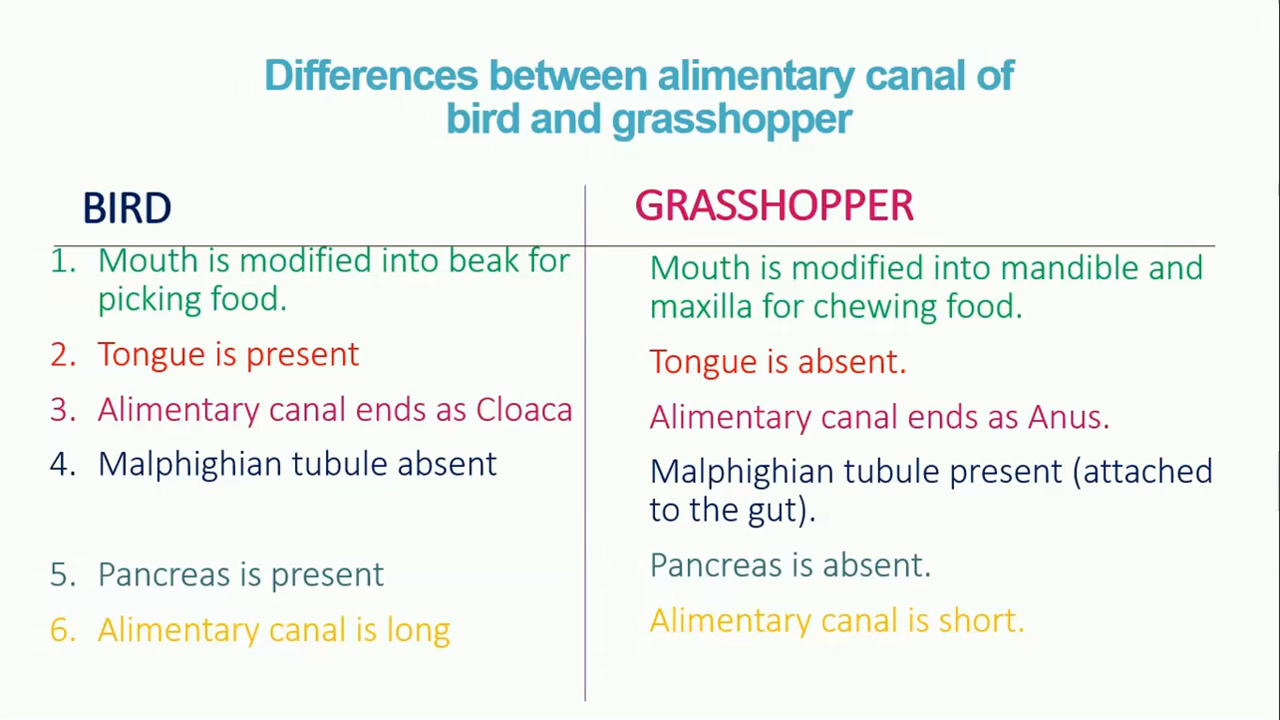 Differences between alimentary canal of
bird and grasshopper
BIRD
1. Mouth is modified into beak for
picking food.
2. Tongue is present
3. Alimentary canal ends as Cloaca
4. Malphighian tubule absent
5. Pancreas is present
6. Alimentary canal is long
GRASSHOPPER
Mouth is modified into mandible and
maxilla for chewing food.
Tongue is absent.
Alimentary canal ends as Anus.
Malphighian tubule present (attached
to the gut).
Pancreas is absent.
Alimentary canal is short.